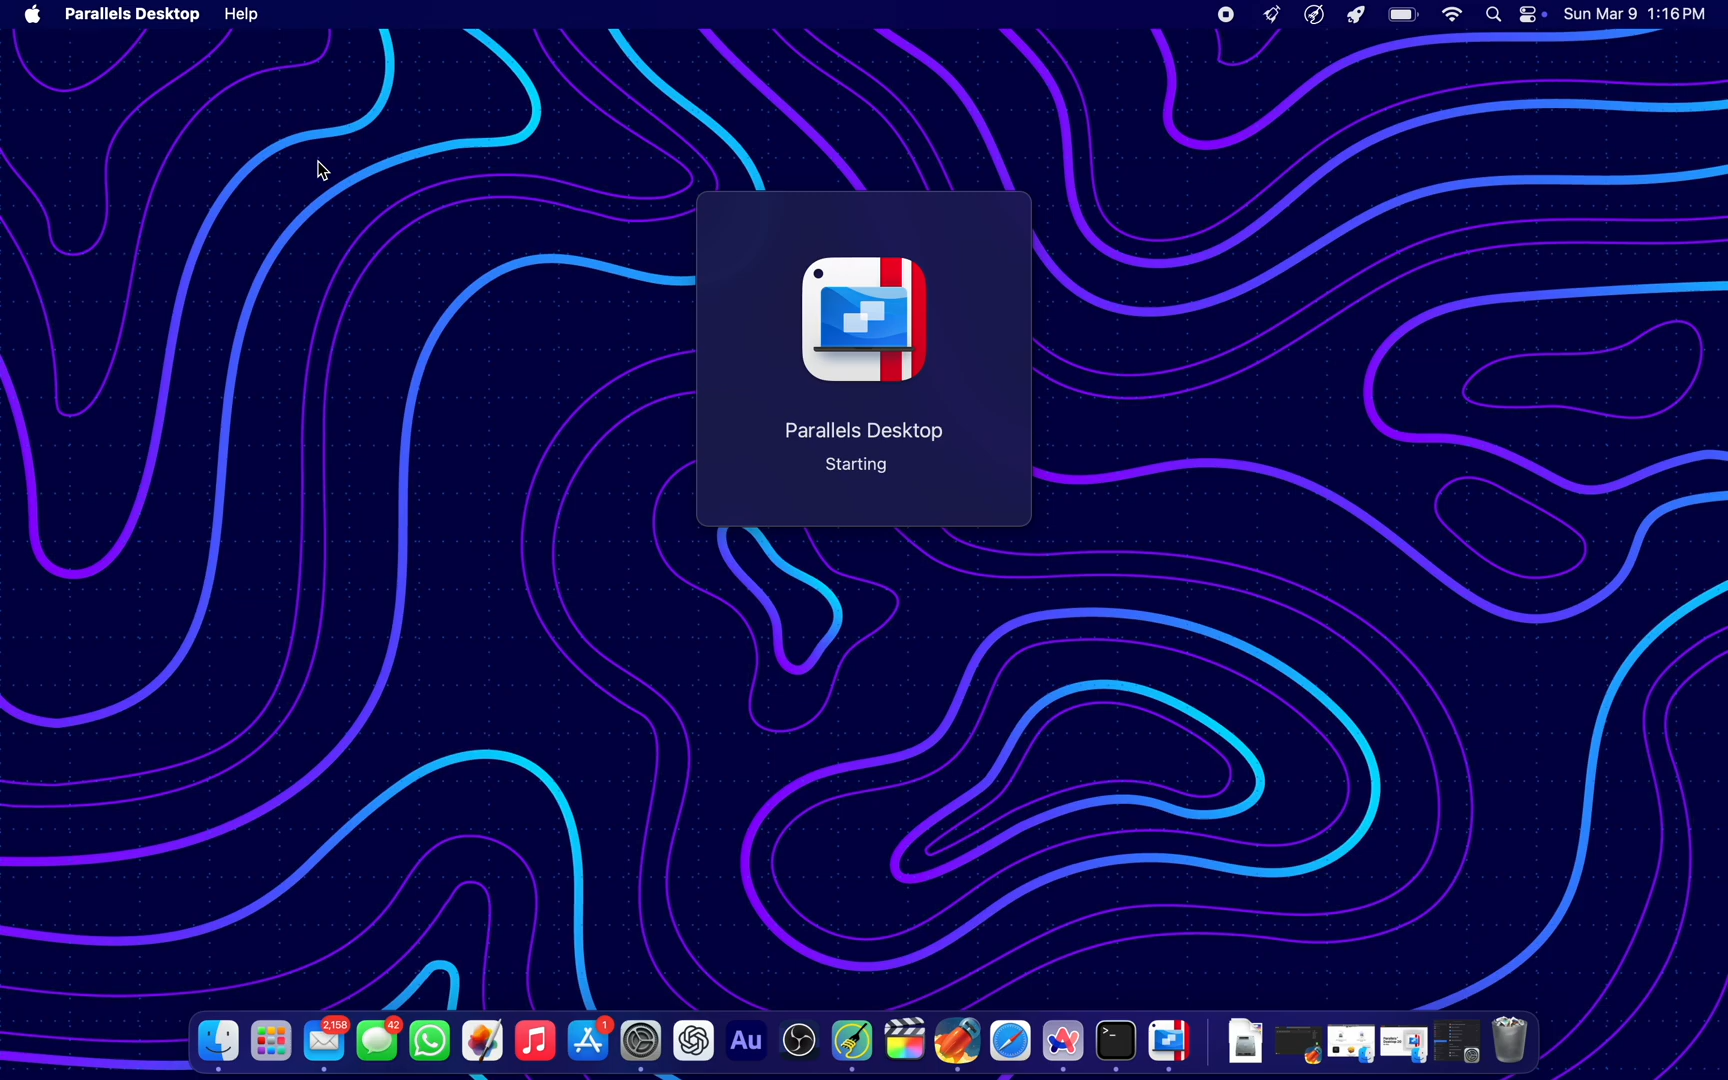 Parallels Desktop Help Sun Mar 9 1:16 PM
Parallels Desktop
Starting
2,158 42 1 Au